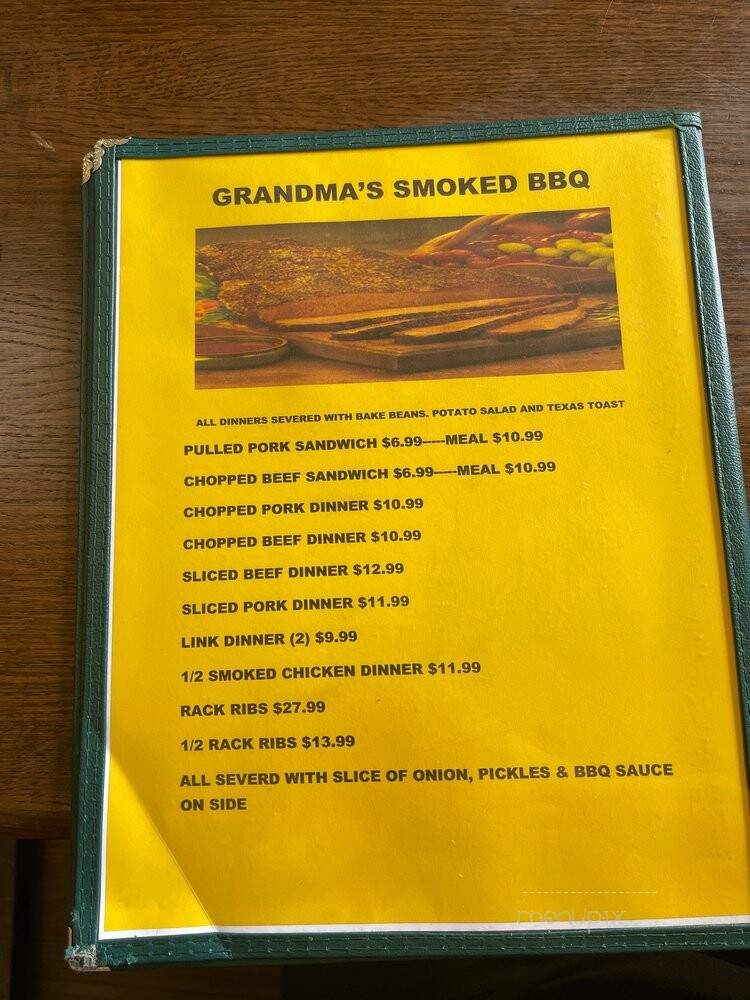 GRANDMA'S SMOKED BBQ
ALL DINNERS SEVERED WITH BAKE BEANS. POTATO SALAD AND TEXAS TOAST
PULLED PORK SANDWICH $6.99-----MEAL $10.99
CHOPPED BEEF SANDWICH $6.99-----MEAL $10.99
CHOPPED PORK DINNER $10.99
CHOPPED BEEF DINNER $10.99
SLICED BEEF DINNER $12.99
SLICED PORK DINNER $11.99
LINK DINNER (2) $9.99
1/2 SMOKED CHICKEN DINNER $11.99
RACK RIBS $27.99
1/2 RACK RIBS $13.99
ALL SEVERD WITH SLICE OF ONION, PICKLES & BBQ SAUCE
ON SIDE
menupix